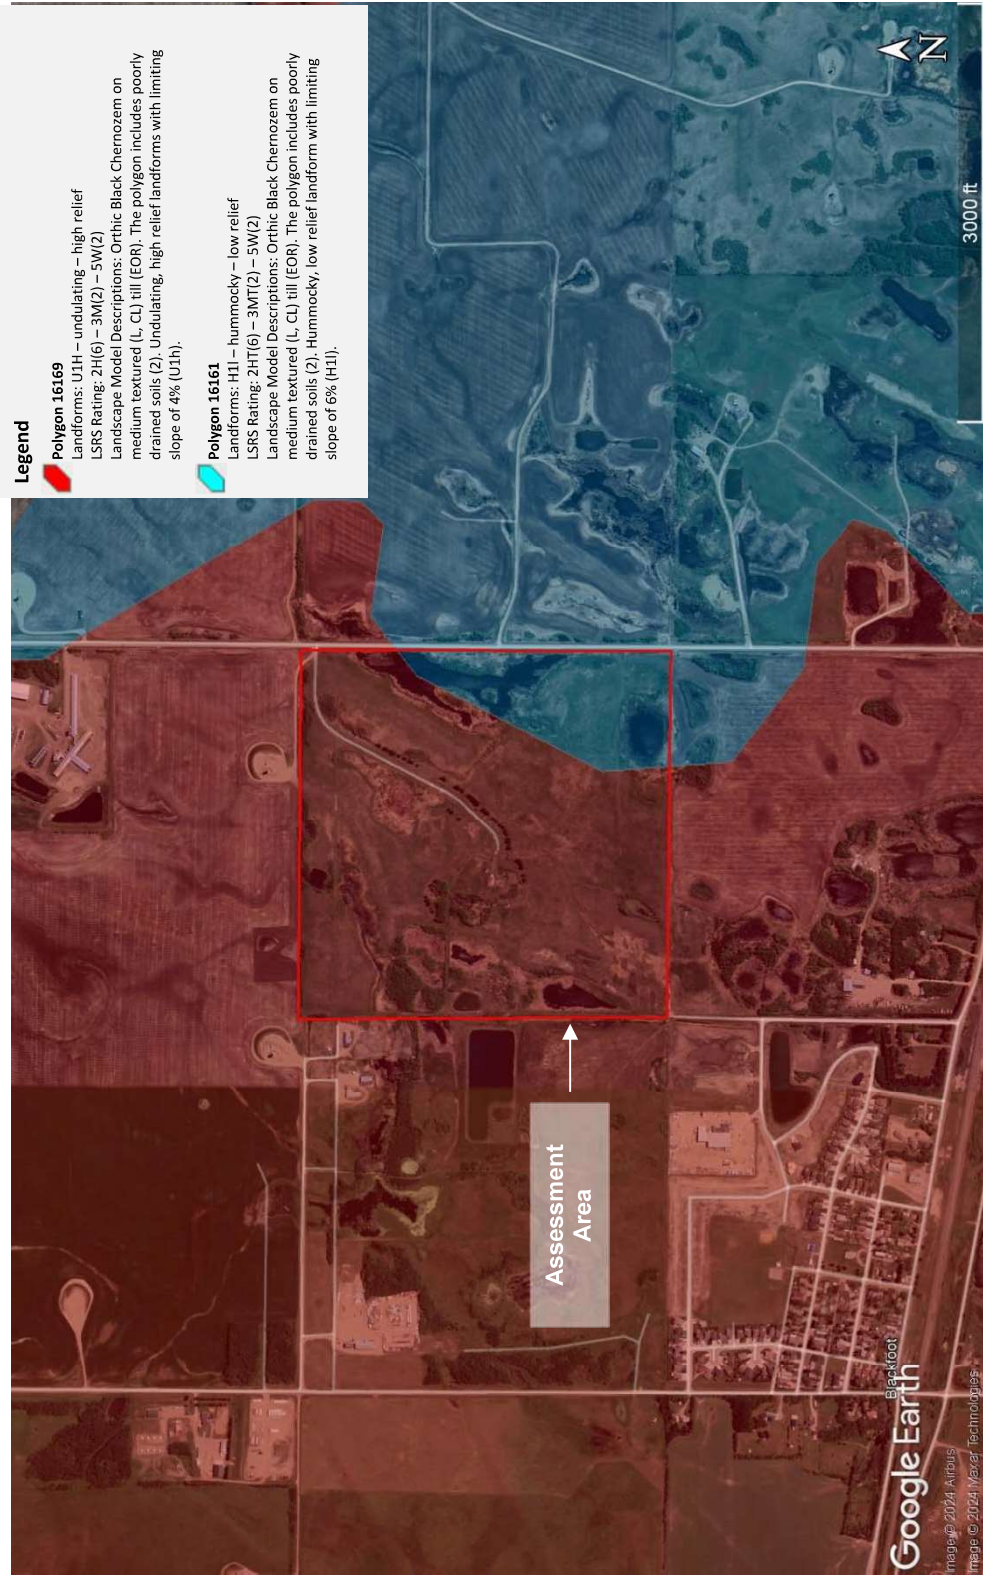 Legend
Polygon 16169
Landforms: U1H – undulating – high relief
LSRS Rating: 2H(6) – 3M(2) – 5W(2)
Landscape Model Descriptions: Orthic Black Chernozem on
medium textured (L, CL) till (EOR). The polygon includes poorly
drained soils (2). Undulating, high relief landforms with limiting
slope of 4% (U1h).
Polygon 16161
Landforms: H1l – hummocky – low relief
LSRS Rating: 2HT(6) – 3MT(2) – 5W(2)
Landscape Model Descriptions: Orthic Black Chernozem on
medium textured (L, CL) till (EOR). The polygon includes poorly
drained soils (2). Hummocky, low relief landform with limiting
slope of 6% (H1l).
N
Assessment
Area
Blackfoot
Google Earth
Image © 2024 Airbus
Image © 2024 Maxar Technologies
3000 ft